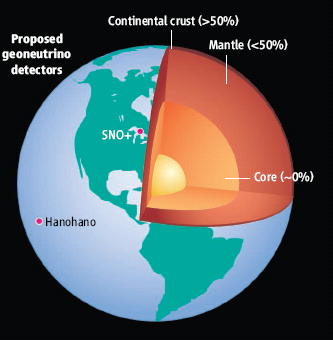 Proposed
geoneutrino
detectors
Continental crust (>50%)
Mantle (<50%)
SNO+
Core (~0%)
Hanohano